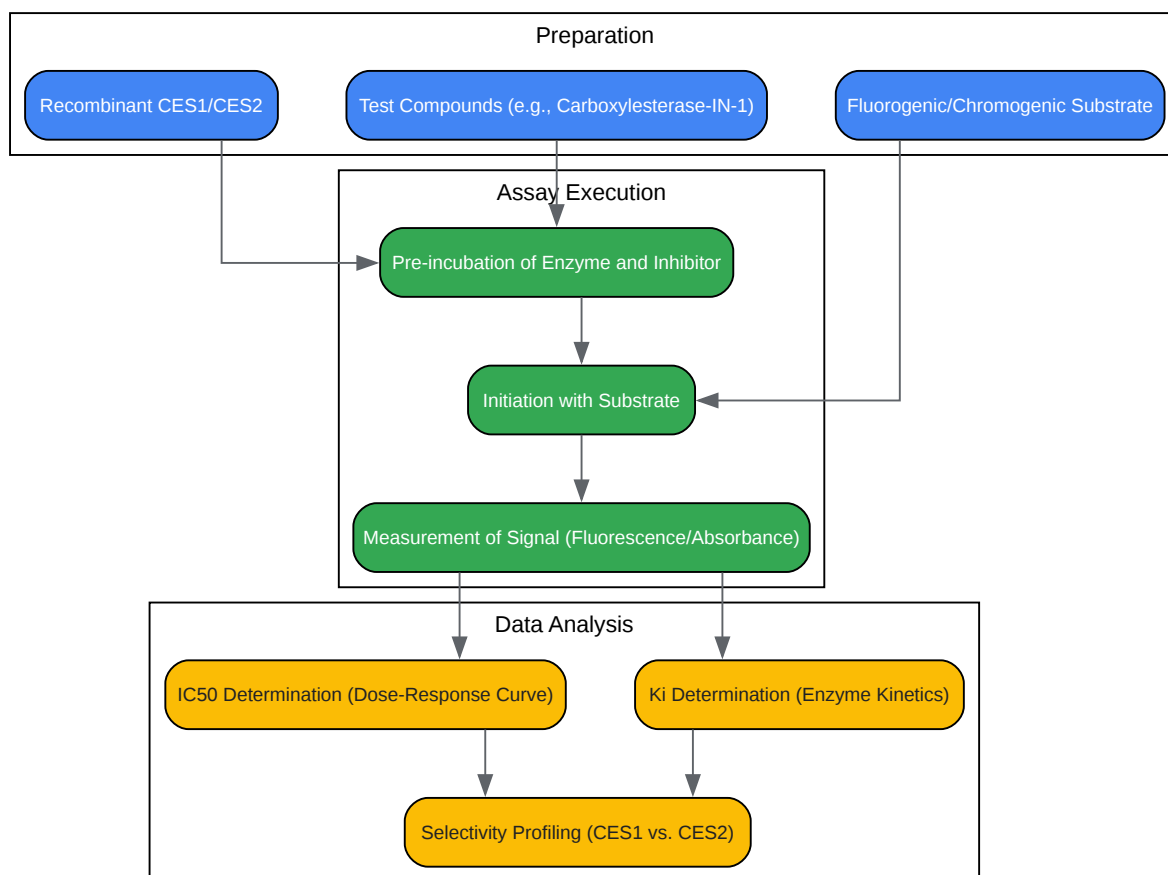 Preparation
Recombinant CES1/CES2
Test Compounds (e.g., Carboxylesterase-IN-1)
Fluorogenic/Chromogenic Substrate
Assay Execution
Pre-incubation of Enzyme and Inhibitor
Initiation with Substrate
Measurement of Signal (Fluorescence/Absorbance)
Data Analysis
IC50 Determination (Dose-Response Curve)
Ki Determination (Enzyme Kinetics)
Selectivity Profiling (CES1 vs. CES2)